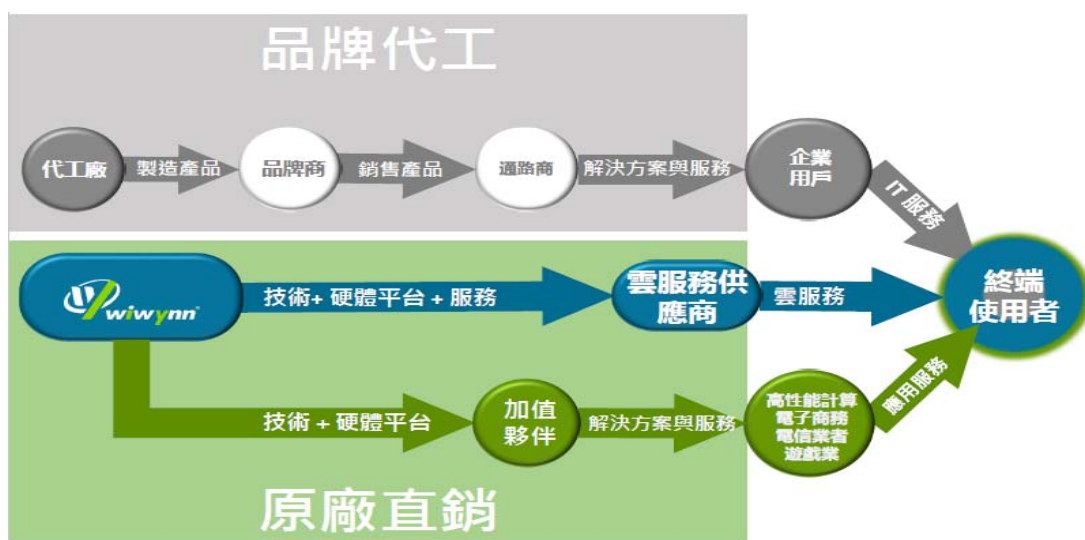 品牌代工
代工廠
製造產品
品牌商
銷售產品
通路商
解決方案與服務
企業
用戶
IT 服務
wiwynn®
技術+ 硬體平台 + 服務
雲服務供
應商
雲服務
終端
使用者
技術 + 硬體平台
加值
夥伴
解決方案與服務
高性能計算
電子商務
電信業者
遊戲業
應用服務
原廠直銷